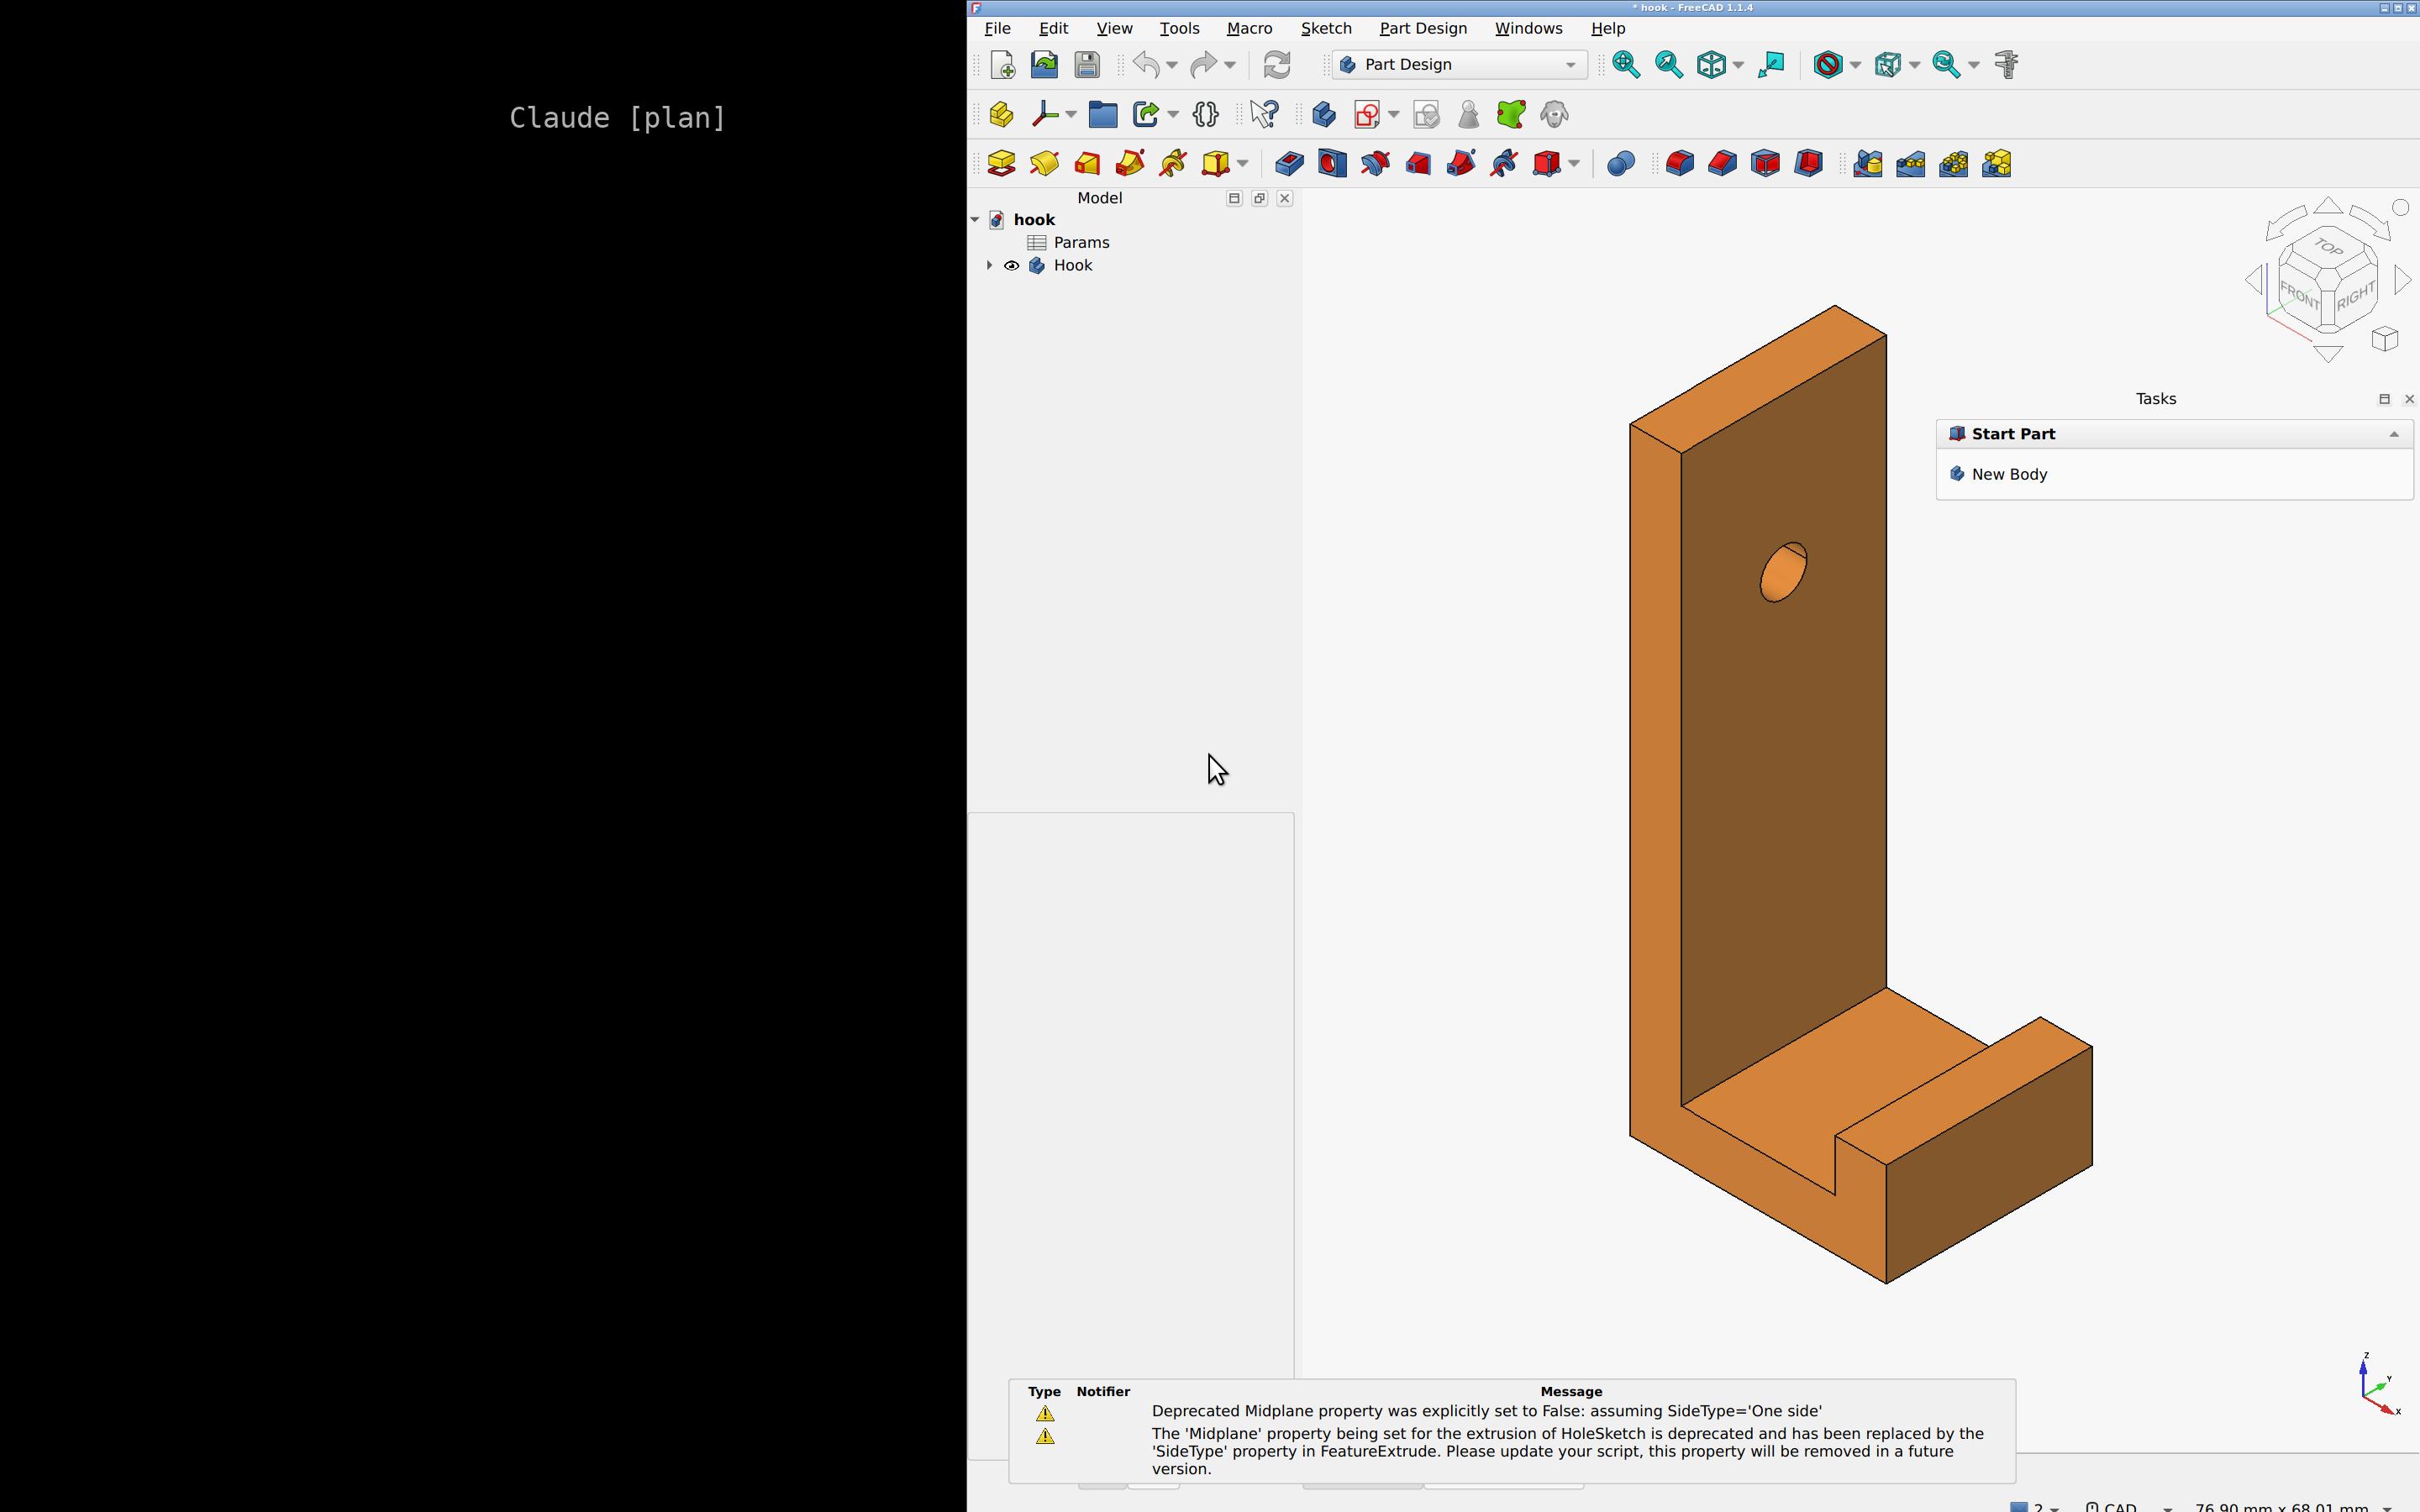 Claude [plan]
* hook - FreeCAD 1.1.4
File Edit View Tools Macro Sketch Part Design Windows Help
Part Design
Model
hook
Params
Hook
TOP
FRONT RIGHT
Tasks
Start Part
New Body
Z
Y
X
Type Notifier Message
Deprecated Midplane property was explicitly set to False: assuming SideType='One side'
The 'Midplane' property being set for the extrusion of HoleSketch is deprecated and has been replaced by the
'SideType' property in FeatureExtrude. Please update your script, this property will be removed in a future
version.
2 CAD 76.90 mm x 68.01 mm